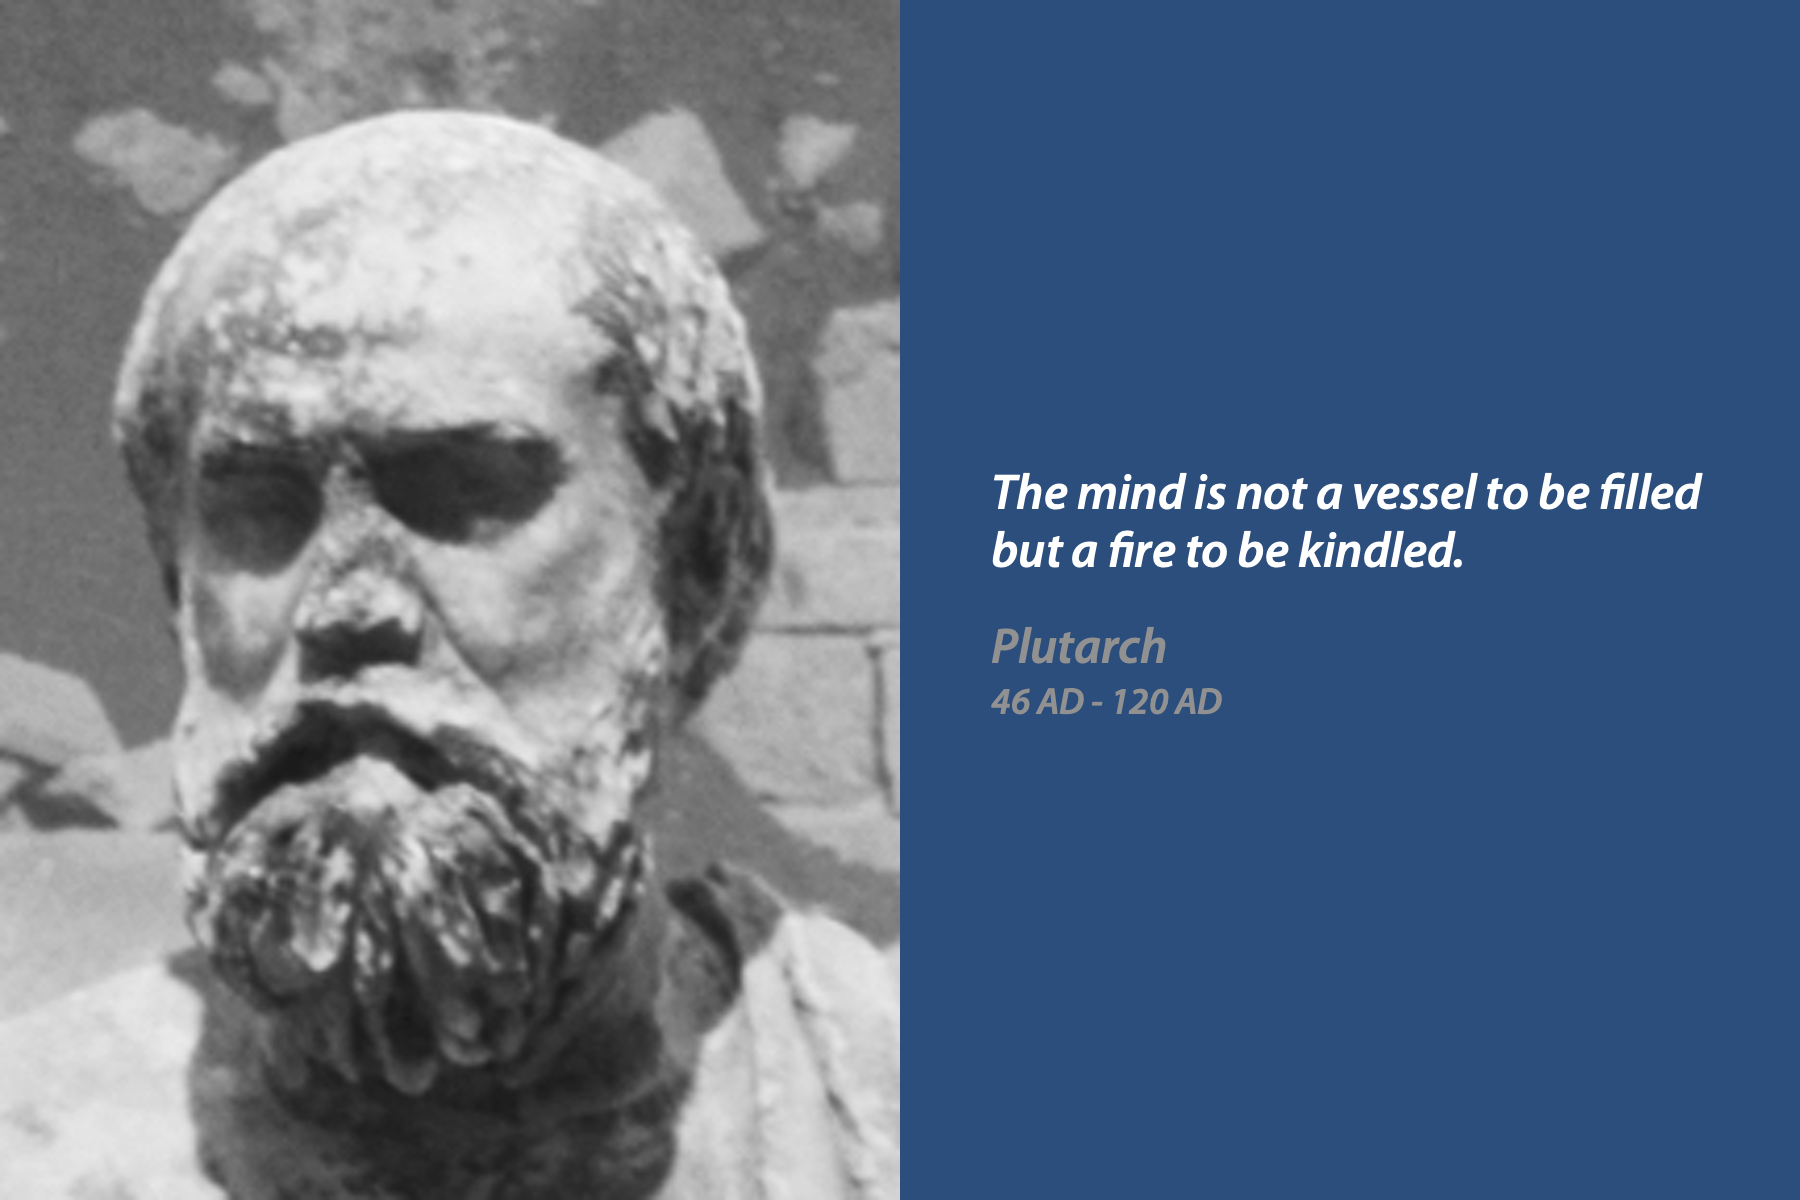 The mind is not a vessel to be filled
but a fire to be kindled.
Plutarch
46 AD - 120 AD